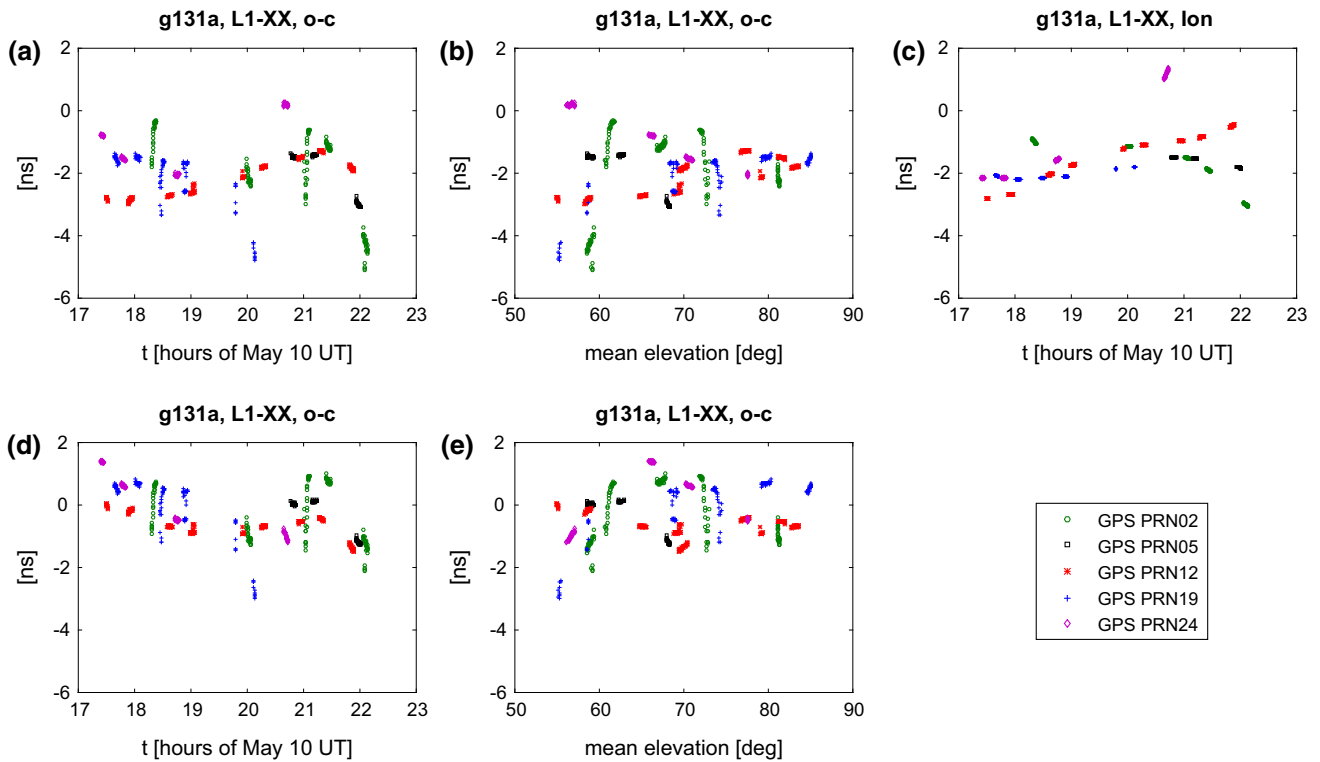 g131a, L1-XX, o-c
(a)
[ns]
2
0
-2
-4
-6
17 18 19 20 21 22 23
t [hours of May 10 UT]
g131a, L1-XX, o-c
(b)
[ns]
2
0
-2
-4
-6
50 60 70 80 90
mean elevation [deg]
g131a, L1-XX, Ion
(c)
[ns]
2
0
-2
-4
-6
17 18 19 20 21 22 23
t [hours of May 10 UT]
g131a, L1-XX, o-c
(d)
[ns]
2
0
-2
-4
-6
17 18 19 20 21 22 23
t [hours of May 10 UT]
g131a, L1-XX, o-c
(e)
[ns]
2
0
-2
-4
-6
50 60 70 80 90
mean elevation [deg]
GPS PRN02
GPS PRN05
GPS PRN12
GPS PRN19
GPS PRN24